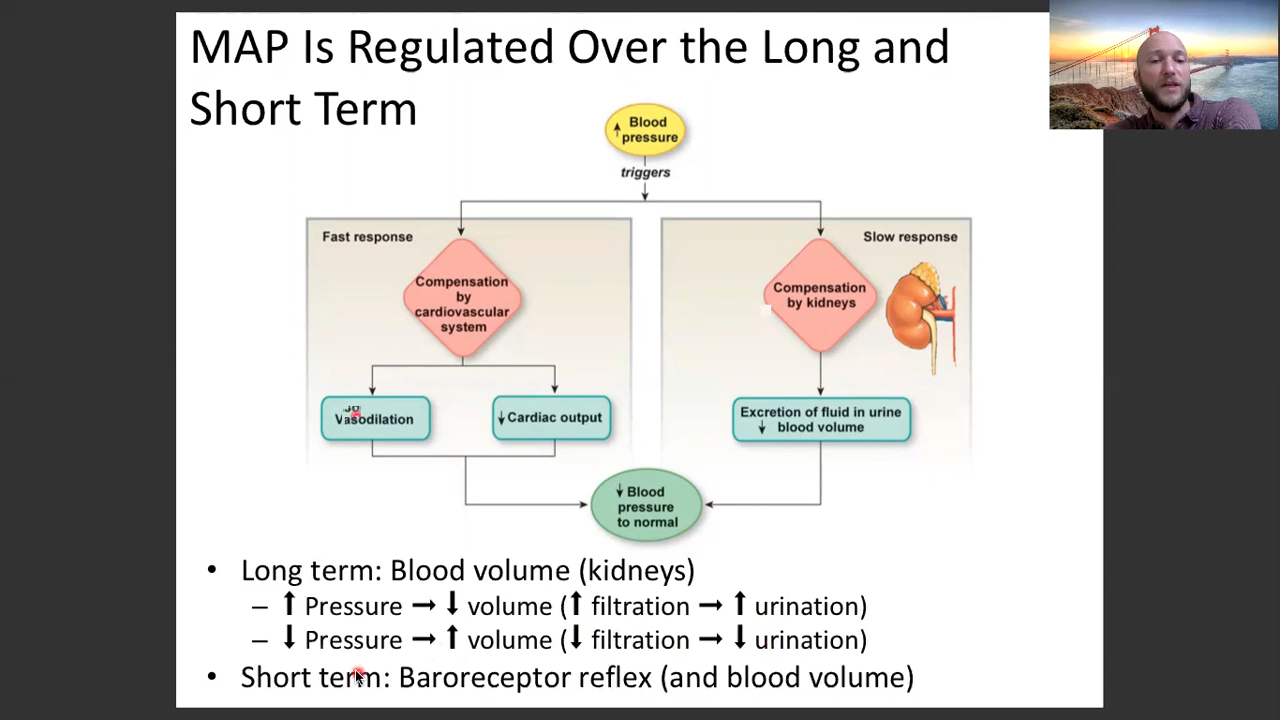 MAP Is Regulated Over the Long and
Short Term
↑ Blood
pressure
triggers
Fast response
Slow response
Compensation
by
cardiovascular
system
Compensation
by kidneys
Vasodilation
↓ Cardiac output
Excretion of fluid in urine
↓ blood volume
↓ Blood
pressure
to normal
• Long term: Blood volume (kidneys)
– ↑ Pressure → ↓ volume (↑ filtration → ↑ urination)
– ↓ Pressure → ↑ volume (↓ filtration → ↓ urination)
• Short term: Baroreceptor reflex (and blood volume)